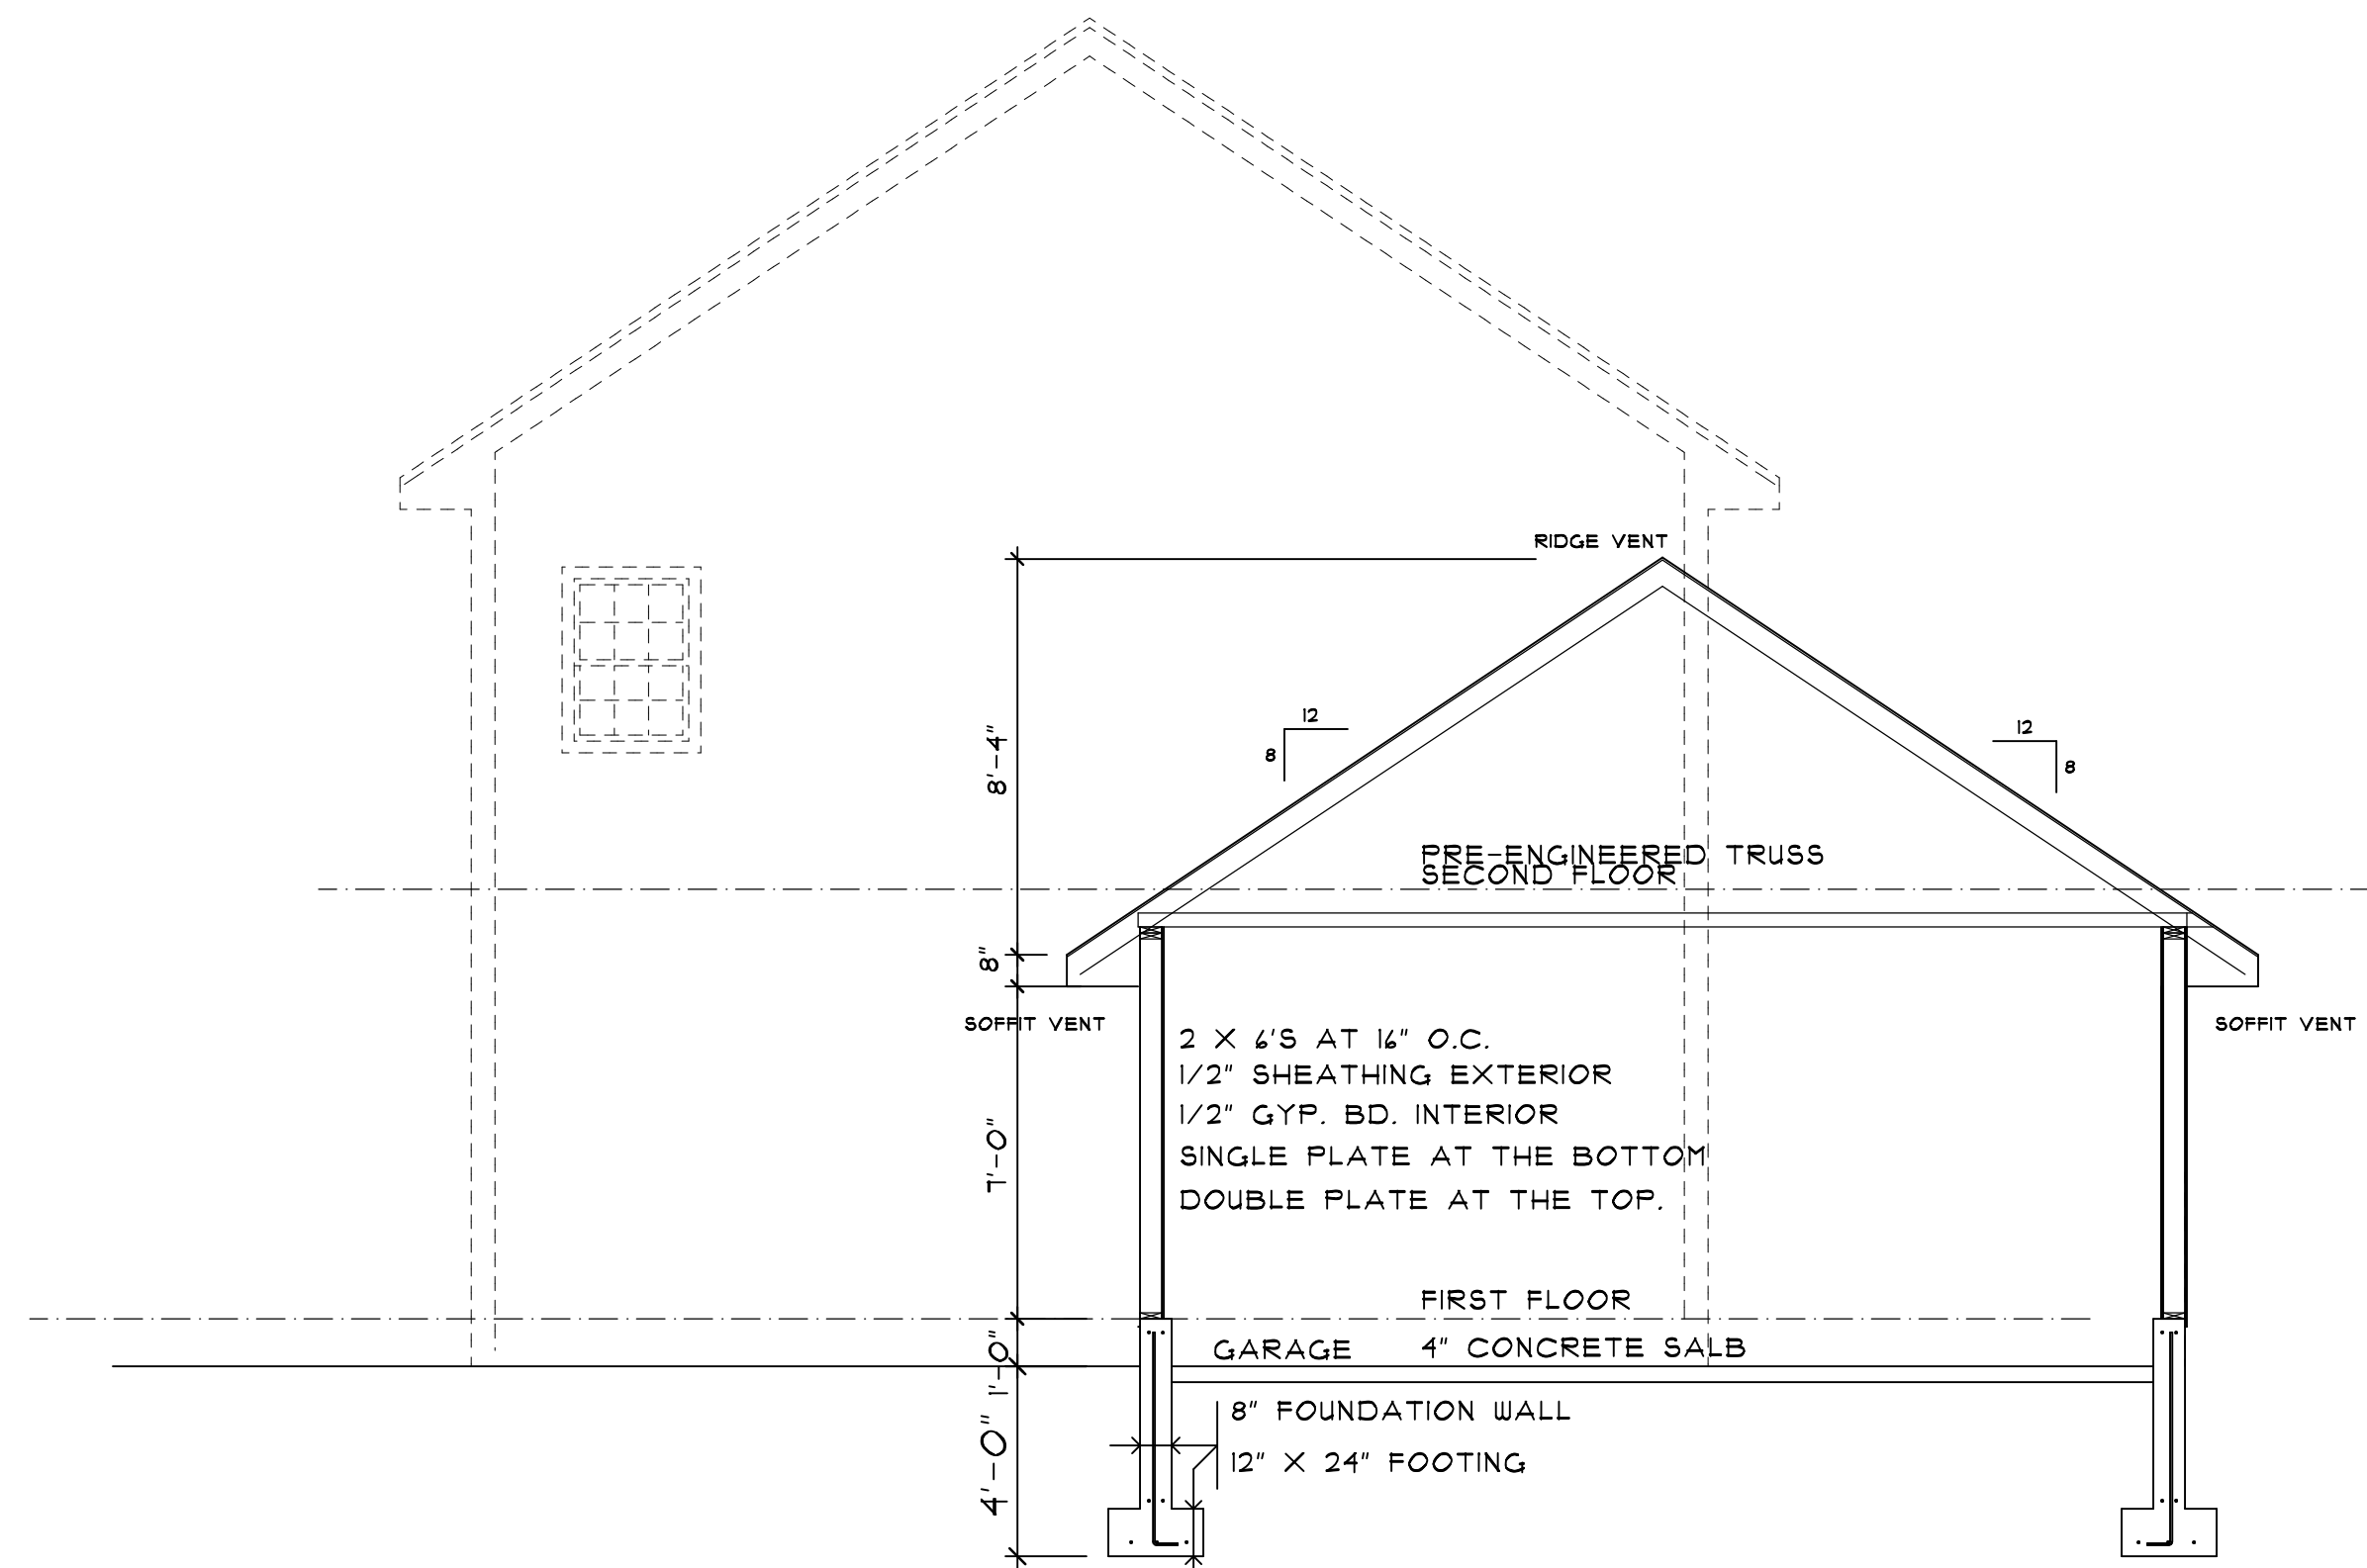 RIDGE VENT
12
8
12
8
8'-4"
PRE-ENGINEERED TRUSS
SECOND FLOOR
8"
SOFFIT VENT
SOFFIT VENT
2 X 6'S AT 16" O.C.
1/2" SHEATHING EXTERIOR
1/2" GYP. BD. INTERIOR
SINGLE PLATE AT THE BOTTOM
DOUBLE PLATE AT THE TOP.
7'-0"
FIRST FLOOR
1'-0"
GARAGE
4" CONCRETE SALB
8" FOUNDATION WALL
12" X 24" FOOTING
4'-0"